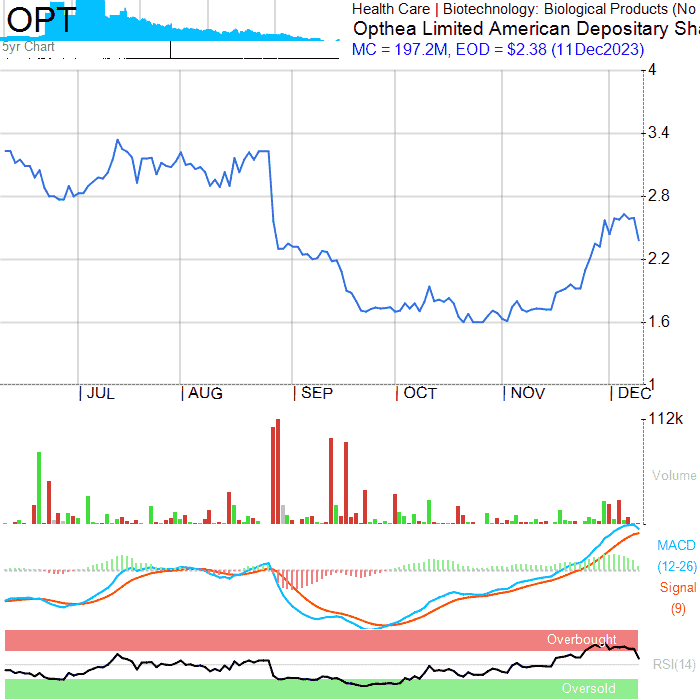 OPT
5yr Chart
Health Care | Biotechnology: Biological Products (No
Opthea Limited American Depositary Sha
MC = 197.2M, EOD = $2.38 (11Dec2023)
4
3.4
2.8
2.2
1.6
1
JUL
AUG
SEP
OCT
NOV
DEC
112k
Volume
MACD
(12-26)
Signal
(9)
Overbought
RSI(14)
Oversold